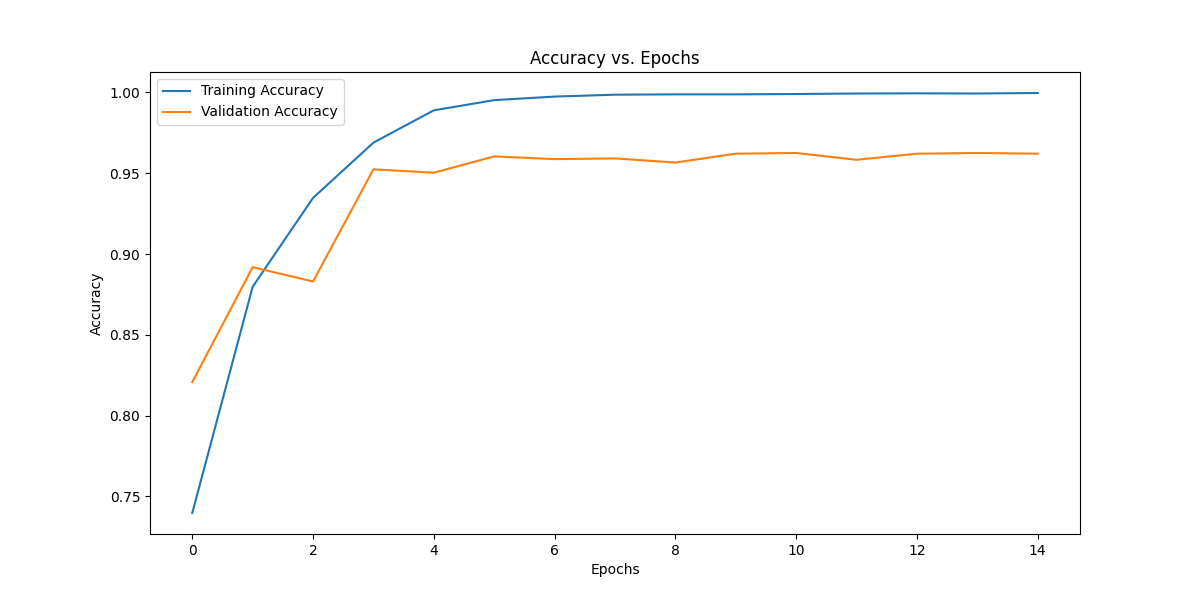 Accuracy vs. Epochs
Training Accuracy
Validation Accuracy
1.00
0.95
0.90
0.85
0.80
0.75
Accuracy
0 2 4 6 8 10 12 14
Epochs